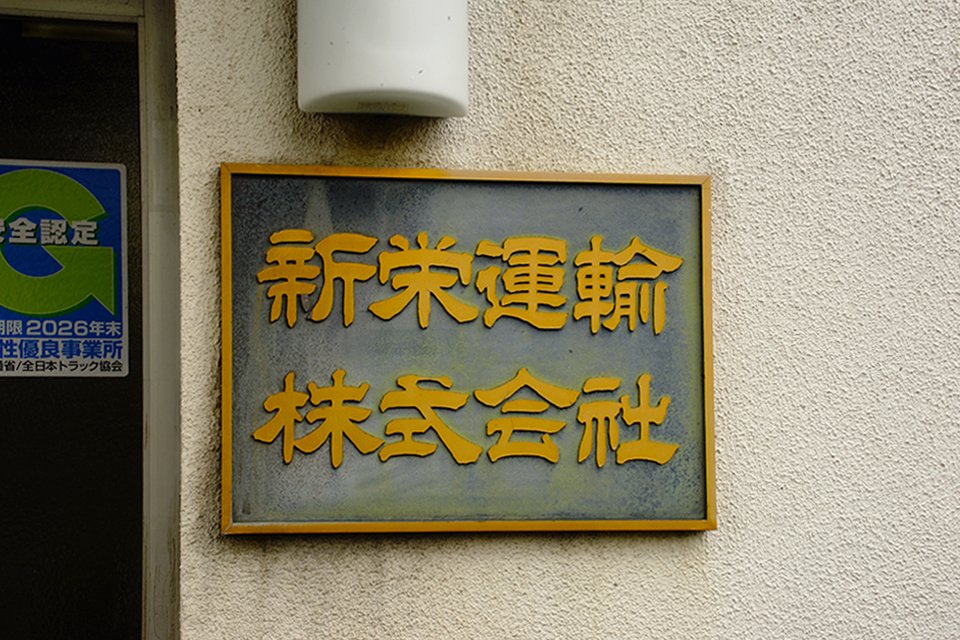 新栄運輸
株式会社
全認定
期限 2026年末
性優良事業所
省/全日本トラック協会